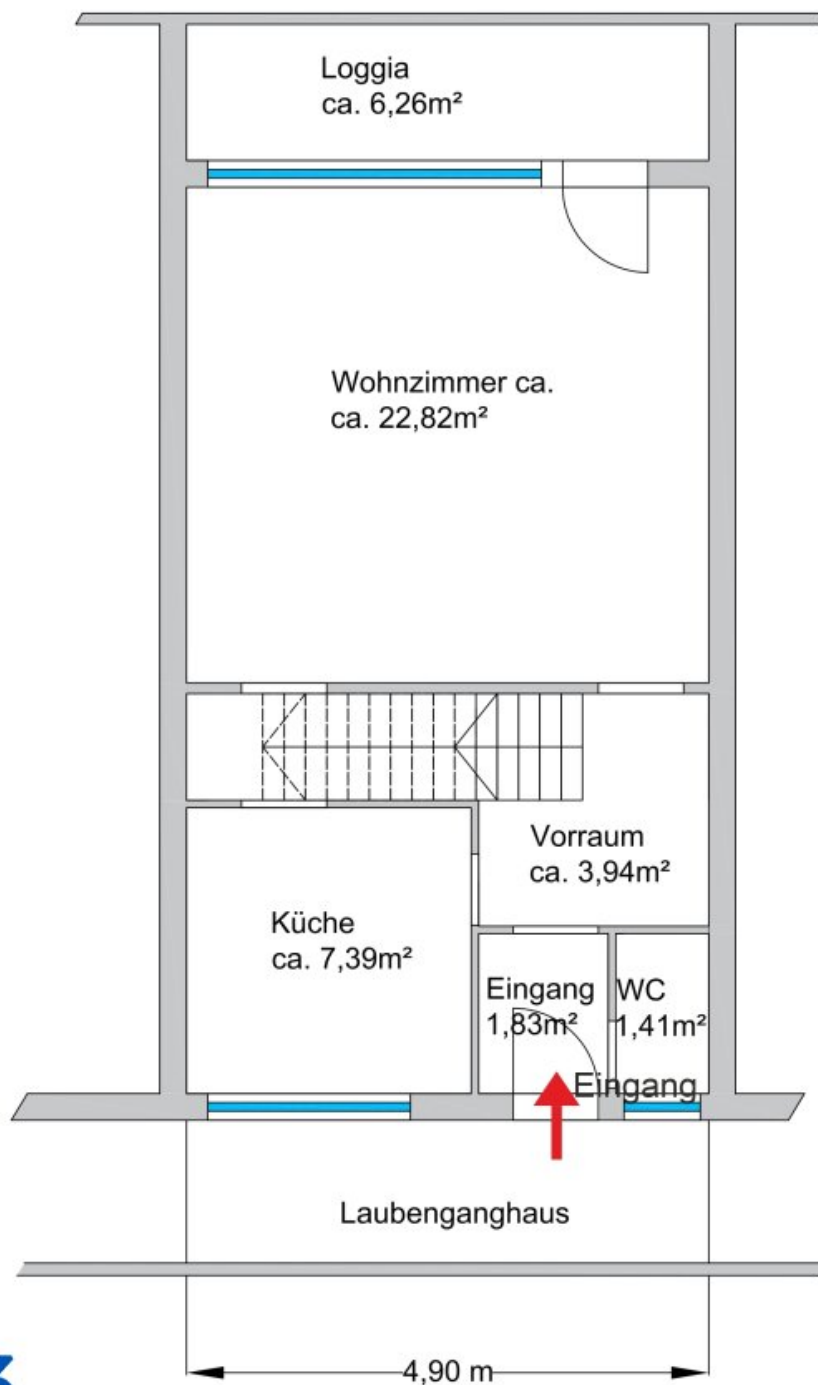 Loggia
ca. 6,26m²
Wohnzimmer ca.
ca. 22,82m²
Vorraum
ca. 3,94m²
Küche
ca. 7,39m²
Eingang
1,83m²
WC
1,41m²
Eingang
Laubenganghaus
4,90 m